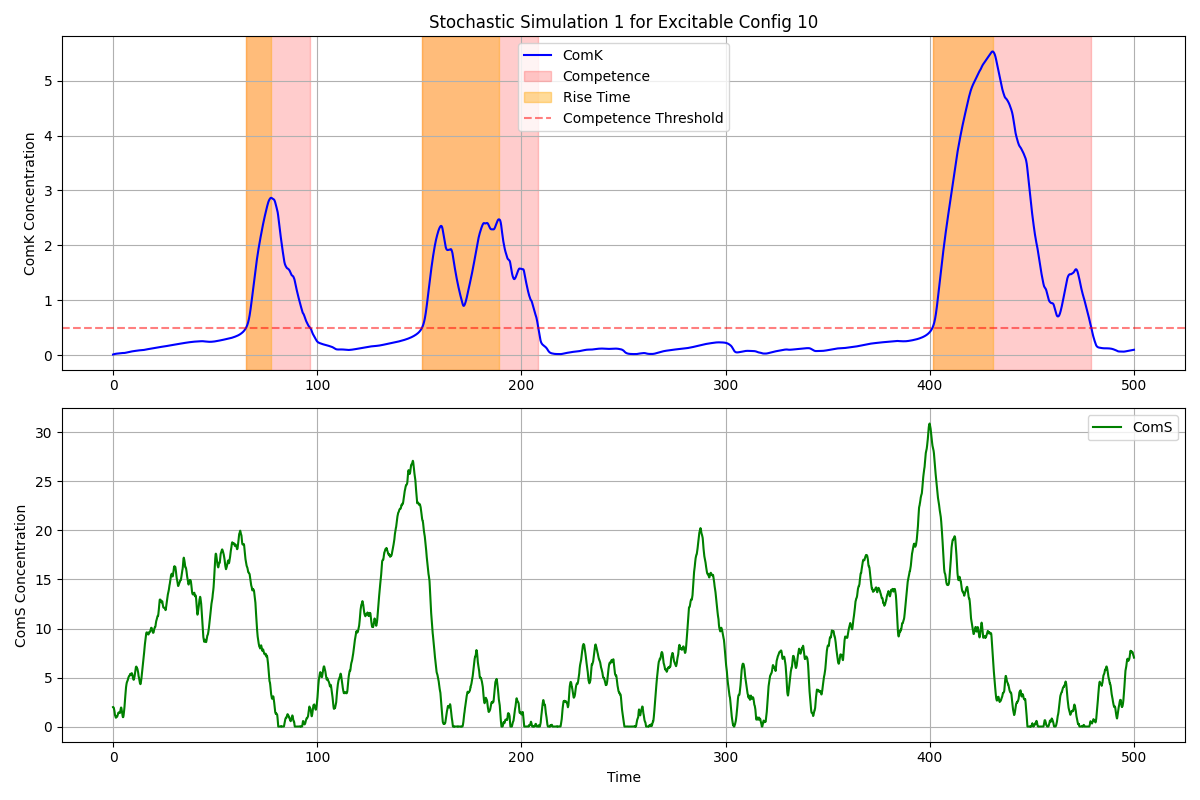 Stochastic Simulation 1 for Excitable Config 10
ComK Concentration
5
4
3
2
1
0
ComK
Competence
Rise Time
Competence Threshold
0 100 200 300 400 500
ComS Concentration
30
25
20
15
10
5
0
ComS
0 100 200 300 400 500
Time